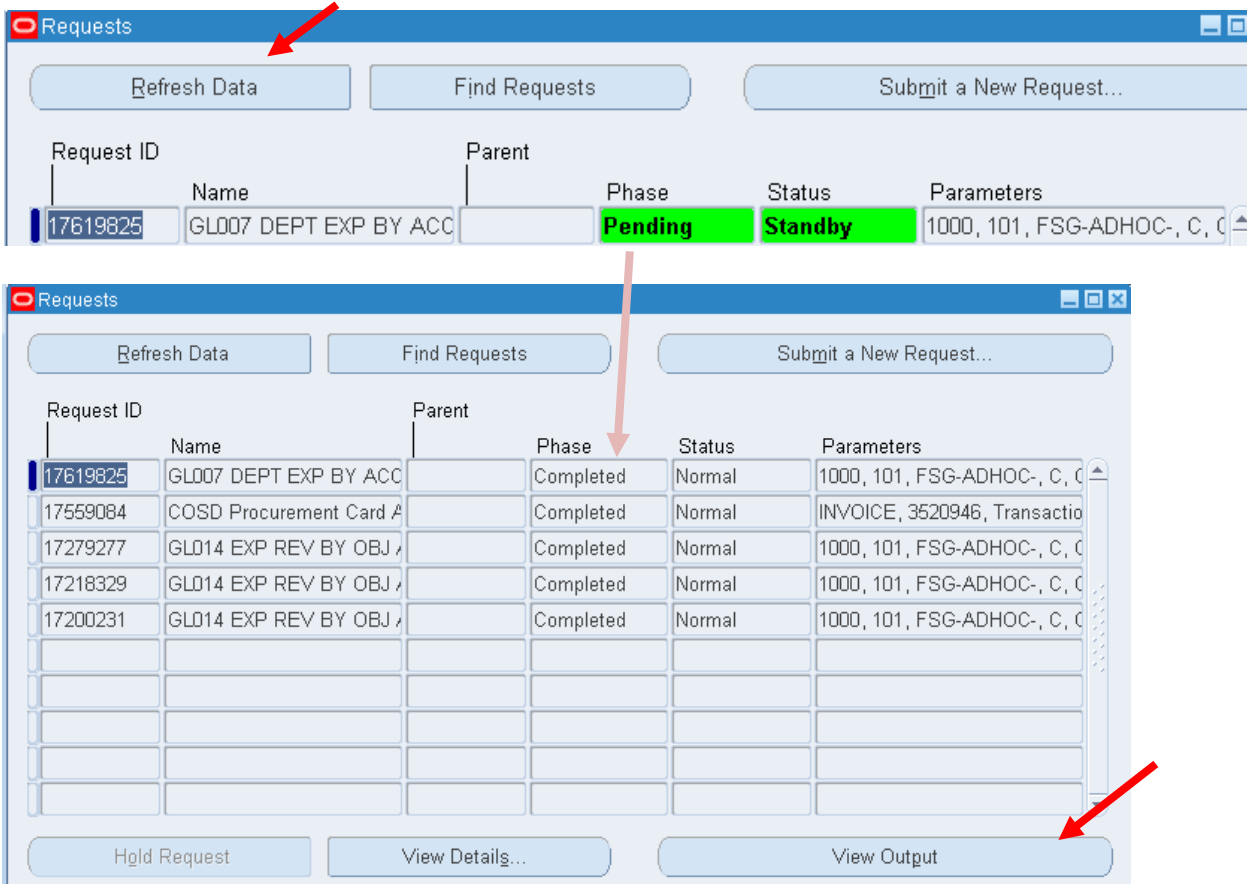 Requests
Refresh Data Find Requests Submit a New Request...
Request ID Parent
Name Phase Status Parameters
17619825 GL007 DEPT EXP BY ACC Pending Standby 1000, 101, FSG-ADHOC-, C,
Requests
Refresh Data Find Requests Submit a New Request...
Request ID Parent
Name Phase Status Parameters
17619825 GL007 DEPT EXP BY ACC Completed Normal 1000, 101, FSG-ADHOC-, C,
17559084 COSD Procurement Card A Completed Normal INVOICE, 3520946, Transactio
17279277 GL014 EXP REV BY OBJ Completed Normal 1000, 101, FSG-ADHOC-, C,
17218329 GL014 EXP REV BY OBJ Completed Normal 1000, 101, FSG-ADHOC-, C,
17200231 GL014 EXP REV BY OBJ Completed Normal 1000, 101, FSG-ADHOC-, C,
Hold Request View Details... View Output